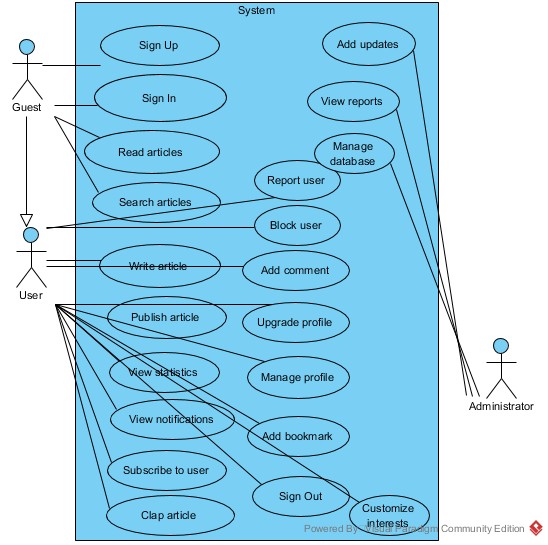 System
Sign Up
Add updates
Sign In
View reports
Guest
Read articles
Manage
database
Report user
Search articles
Block user
User
Write article
Add comment
Publish article
Upgrade profile
View statistics
Manage profile
Administrator
View notifications
Add bookmark
Subscribe to user
Sign Out
Clap article
Customize
interests
Powered By: Visual Paradigm Community Edition